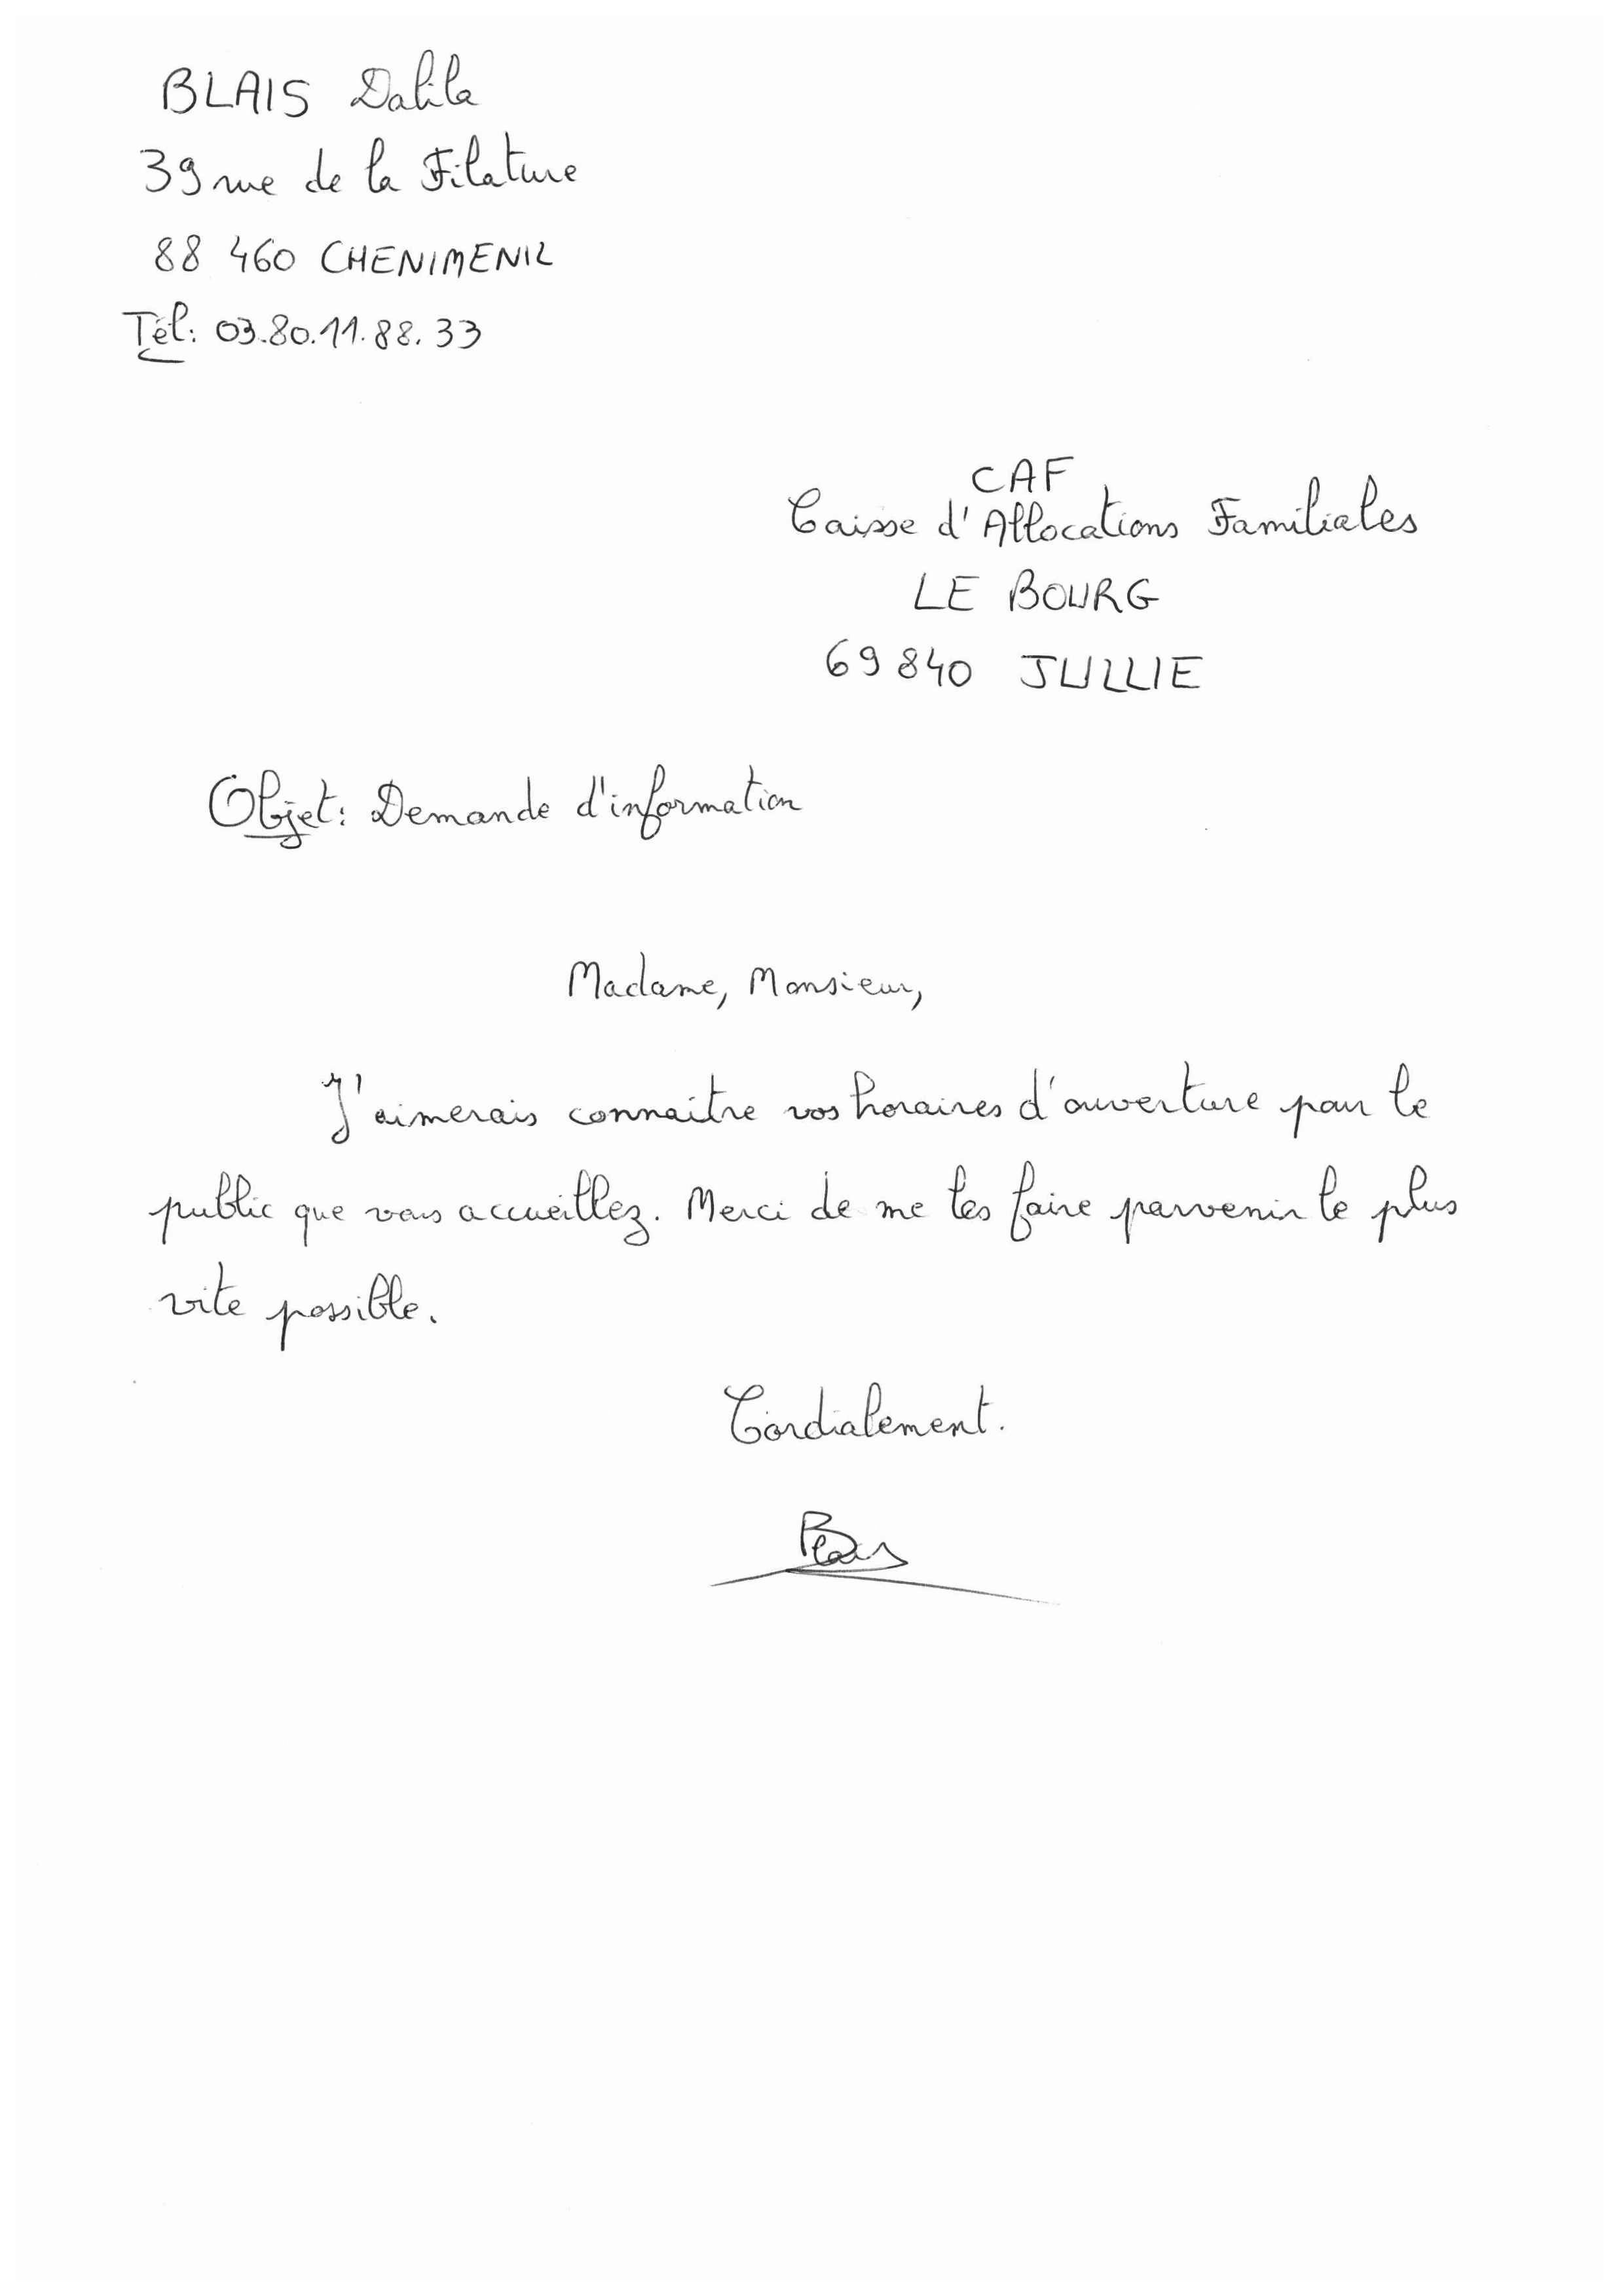 BLAIS Dalila
39 rue de la Filature
88 460 CHENIMENIL
Tél: 03.80.11.88.33
CAF
Caisse d'Allocations Familiales
LE BOURG
69 840 JULLIE
Objet: Demande d'information
Madame, Monsieur,
J'aimerais connaitre vos horaires d'ouverture pour le
public que vous accueillez. Merci de me les faire parvenir le plus
vite possible.
Cordialement.
Blais